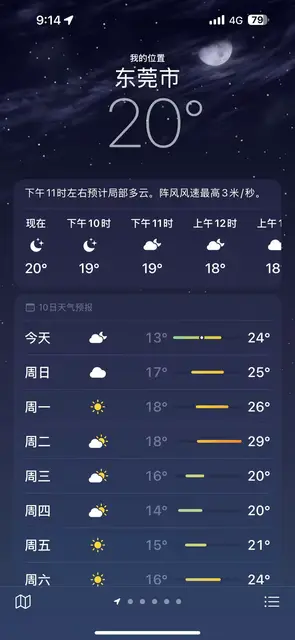 9:14 4G 79
我的位置
东莞市
20°
下午11时左右预计局部多云。阵风风速最高3米/秒。
现在 下午10时 下午11时 上午12时 上午1
20° 19° 19° 18° 18
10日天气预报
今天 13° 24°
周日 17° 25°
周一 18° 26°
周二 18° 29°
周三 16° 20°
周四 14° 20°
周五 15° 21°
周六 16° 24°